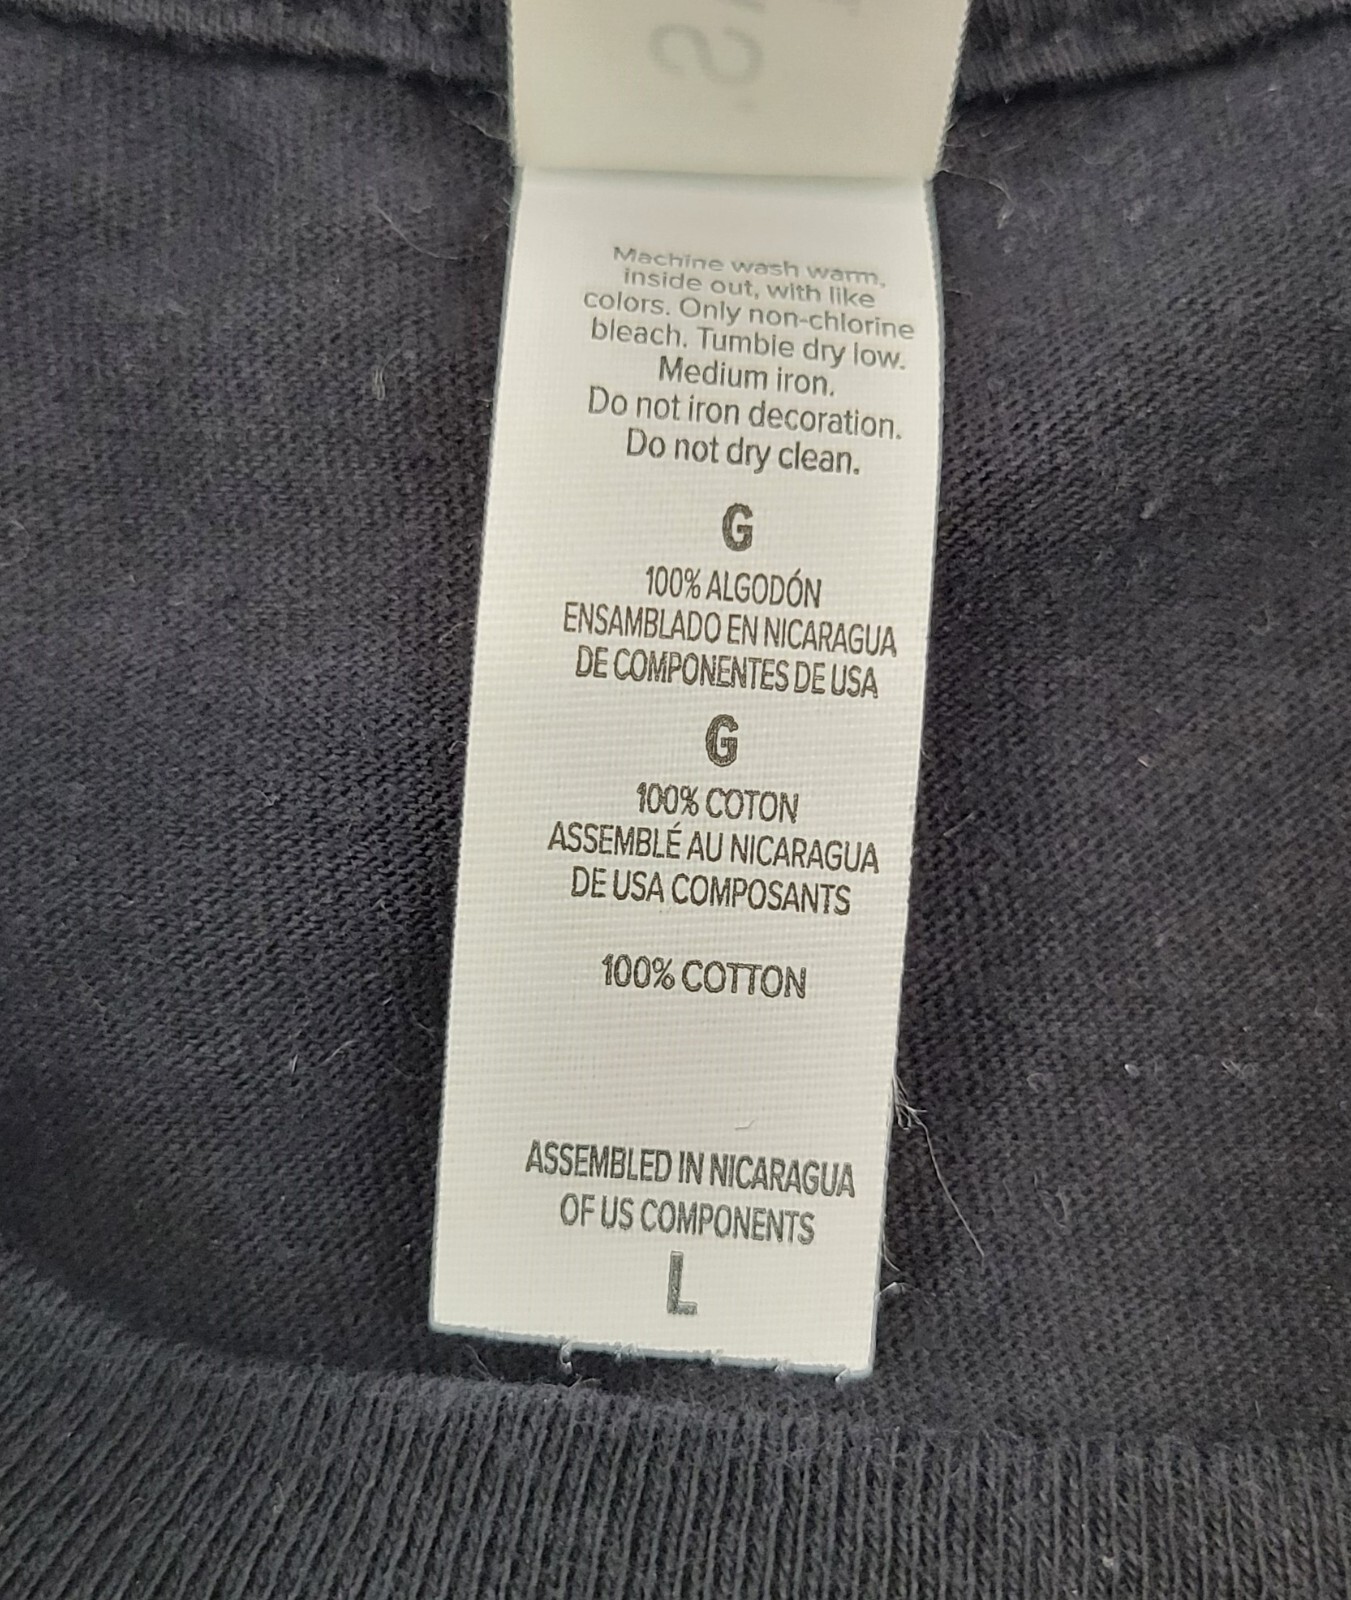 Machine wash warm,
inside out, with like
colors. Only non-chlorine
bleach. Tumble dry low.
Medium iron.
Do not iron decoration.
Do not dry clean.
G
100% ALGODÓN
ENSAMBLADO EN NICARAGUA
DE COMPONENTES DE USA
G
100% COTON
ASSEMBLÉ AU NICARAGUA
DE USA COMPOSANTS
100% COTTON
ASSEMBLED IN NICARAGUA
OF US COMPONENTS
L